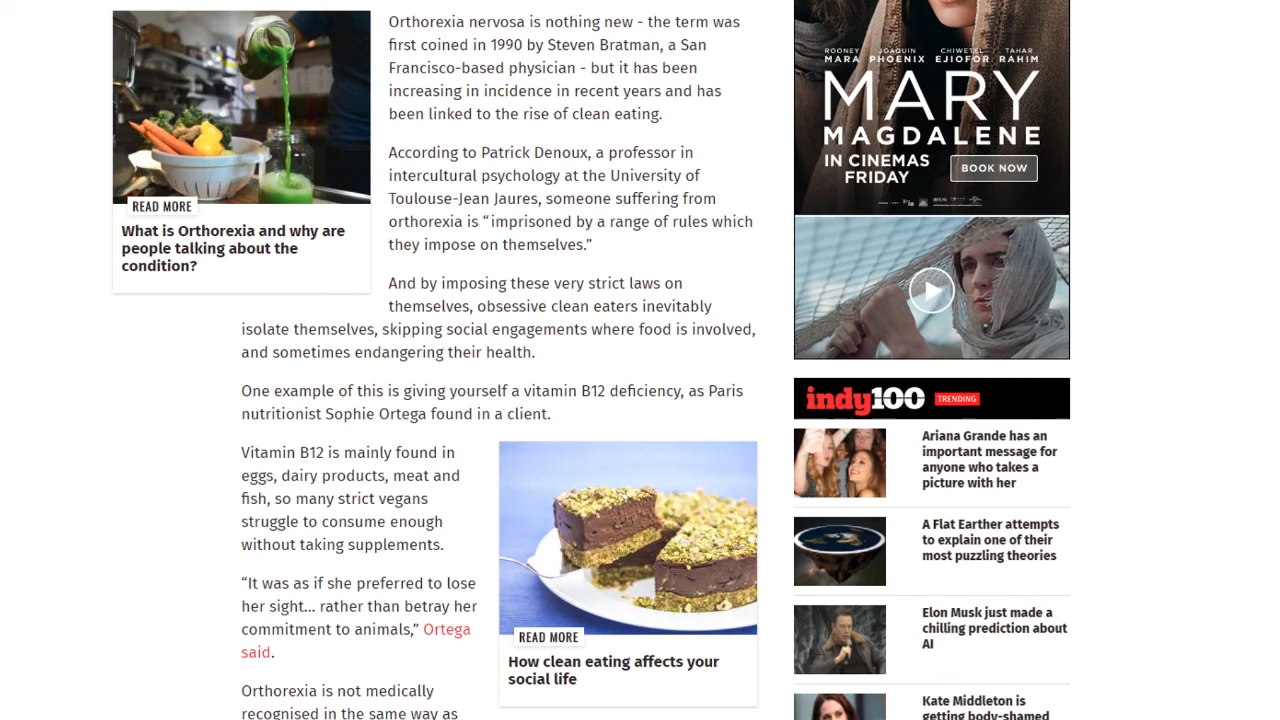 READ MORE
What is Orthorexia and why are
people talking about the
condition?
Orthorexia nervosa is nothing new - the term was
first coined in 1990 by Steven Bratman, a San
Francisco-based physician - but it has been
increasing in incidence in recent years and has
been linked to the rise of clean eating.
According to Patrick Denoux, a professor in
intercultural psychology at the University of
Toulouse-Jean Jaures, someone suffering from
orthorexia is “imprisoned by a range of rules which
they impose on themselves.”
And by imposing these very strict laws on
themselves, obsessive clean eaters inevitably
isolate themselves, skipping social engagements where food is involved,
and sometimes endangering their health.
One example of this is giving yourself a vitamin B12 deficiency, as Paris
nutritionist Sophie Ortega found in a client.
Vitamin B12 is mainly found in
eggs, dairy products, meat and
fish, so many strict vegans
struggle to consume enough
without taking supplements.
“It was as if she preferred to lose
her sight... rather than betray her
commitment to animals,” Ortega
said.
Orthorexia is not medically
recognised in the same way as
READ MORE
How clean eating affects your
social life
ROONEY JOAQUIN CHIWETEL TAHAR
MARA PHOENIX EJIOFOR RAHIM
MARY
MAGDALENE
IN CINEMAS
FRIDAY
BOOK NOW
indy100 TRENDING
Ariana Grande has an
important message for
anyone who takes a
picture with her
A Flat Earther attempts
to explain one of their
most puzzling theories
Elon Musk just made a
chilling prediction about
AI
Kate Middleton is
getting body-shamed